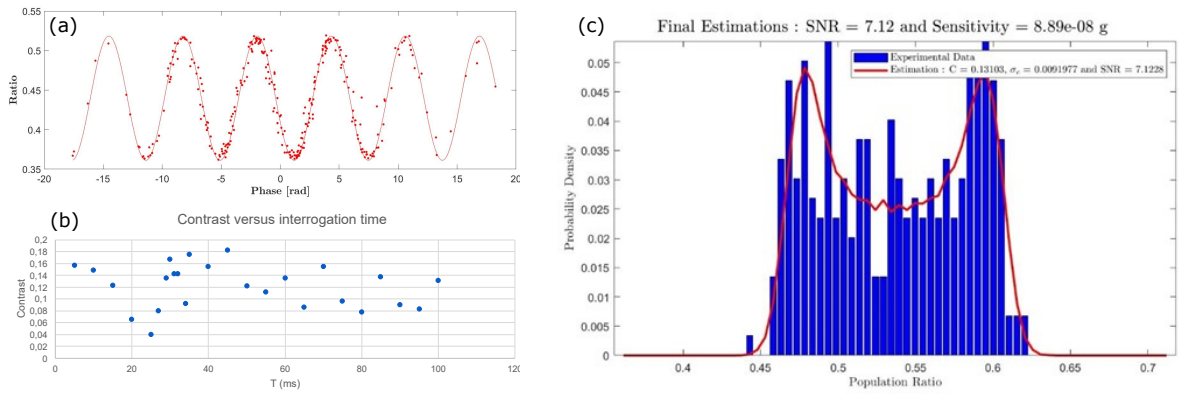 (a)
Ratio
0.55
0.5
0.45
0.4
0.35
-20 -15 -10 -5 0 5 10 15 20
Phase [rad]
(b)
Contrast versus interrogation time
Contrast
0,2
0,18
0,16
0,14
0,12
0,1
0,08
0,06
0,04
0,02
0
0 20 40 60 80 100 120
T (ms)
(c)
Final Estimations : SNR = 7.12 and Sensitivity = 8.89e-08 g
Experimental Data
Estimation : C = 0.13103, σc = 0.0091977 and SNR = 7.1228
Probability Density
0.05
0.045
0.04
0.035
0.03
0.025
0.02
0.015
0.01
0.005
0
0.4 0.45 0.5 0.55 0.6 0.65 0.7
Population Ratio